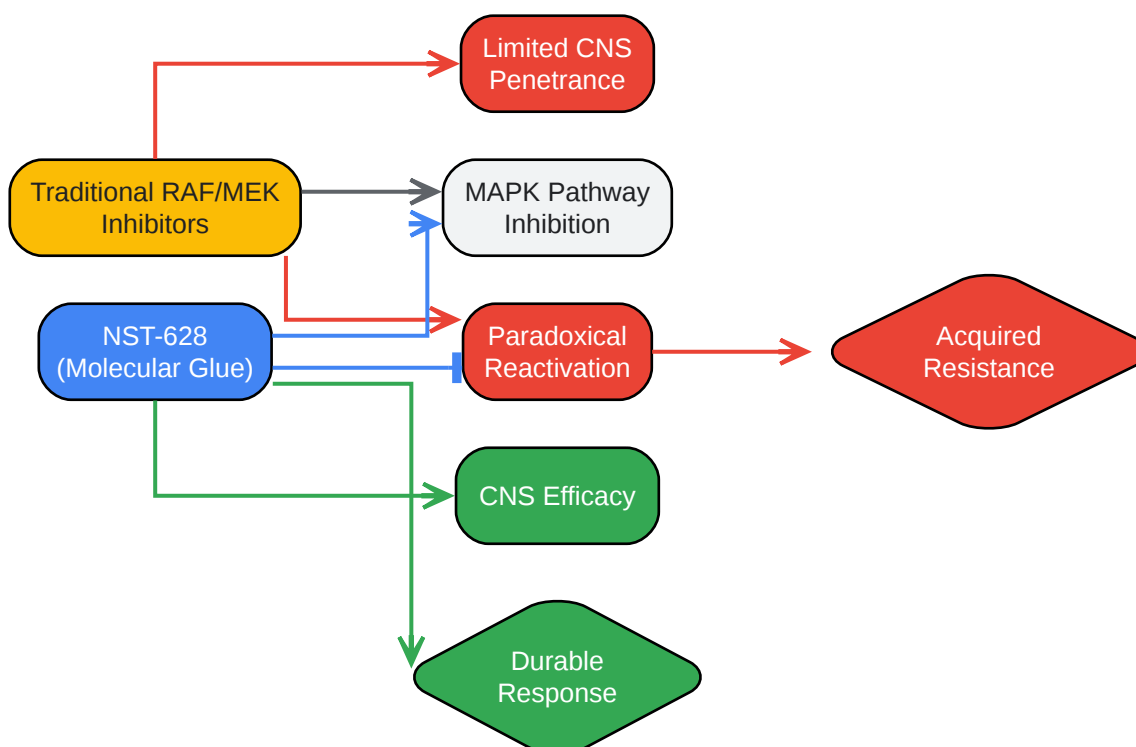 Limited CNS
Penetrance
Traditional RAF/MEK
Inhibitors
MAPK Pathway
Inhibition
NST-628
(Molecular Glue)
Paradoxical
Reactivation
Acquired
Resistance
CNS Efficacy
Durable
Response